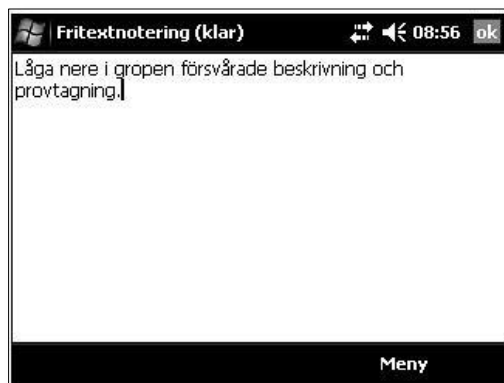 Fritextnotering (klar) 08:56 ok
Låga nere i gropen försvårade beskrivning och
provtagning.
Meny